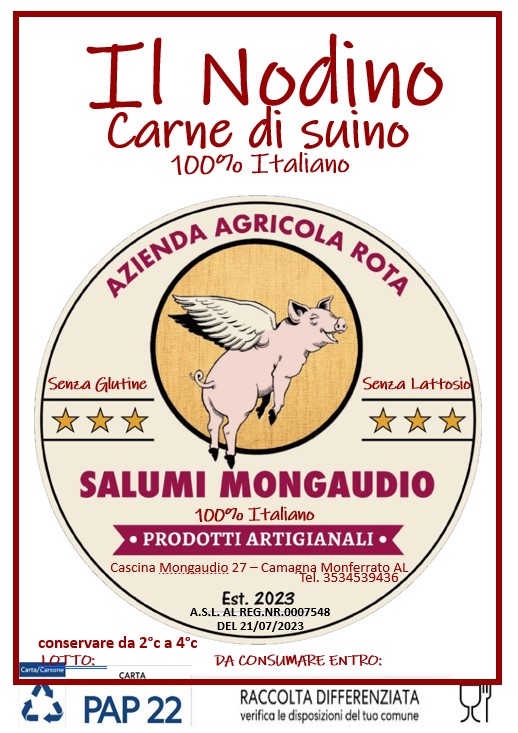 Il Nodino
Carne di suino
100% Italiano
AZIENDA AGRICOLA ROTA
Senza Glutine
Senza Lattosio
SALUMI MONGAUDIO
100% Italiano
• PRODOTTI ARTIGIANALI •
Cascina Mongaudio 27 – Camagna Monferrato AL
Tel. 3534539436
Est. 2023
A.S.L. AL REG.NR.0007548
DEL 21/07/2023
conservare da 2°c a 4°c
LOTTO:
DA CONSUMARE ENTRO:
Carta/Cartone
CARTA
PAP 22
RACCOLTA DIFFERENZIATA
verifica le disposizioni del tuo comune